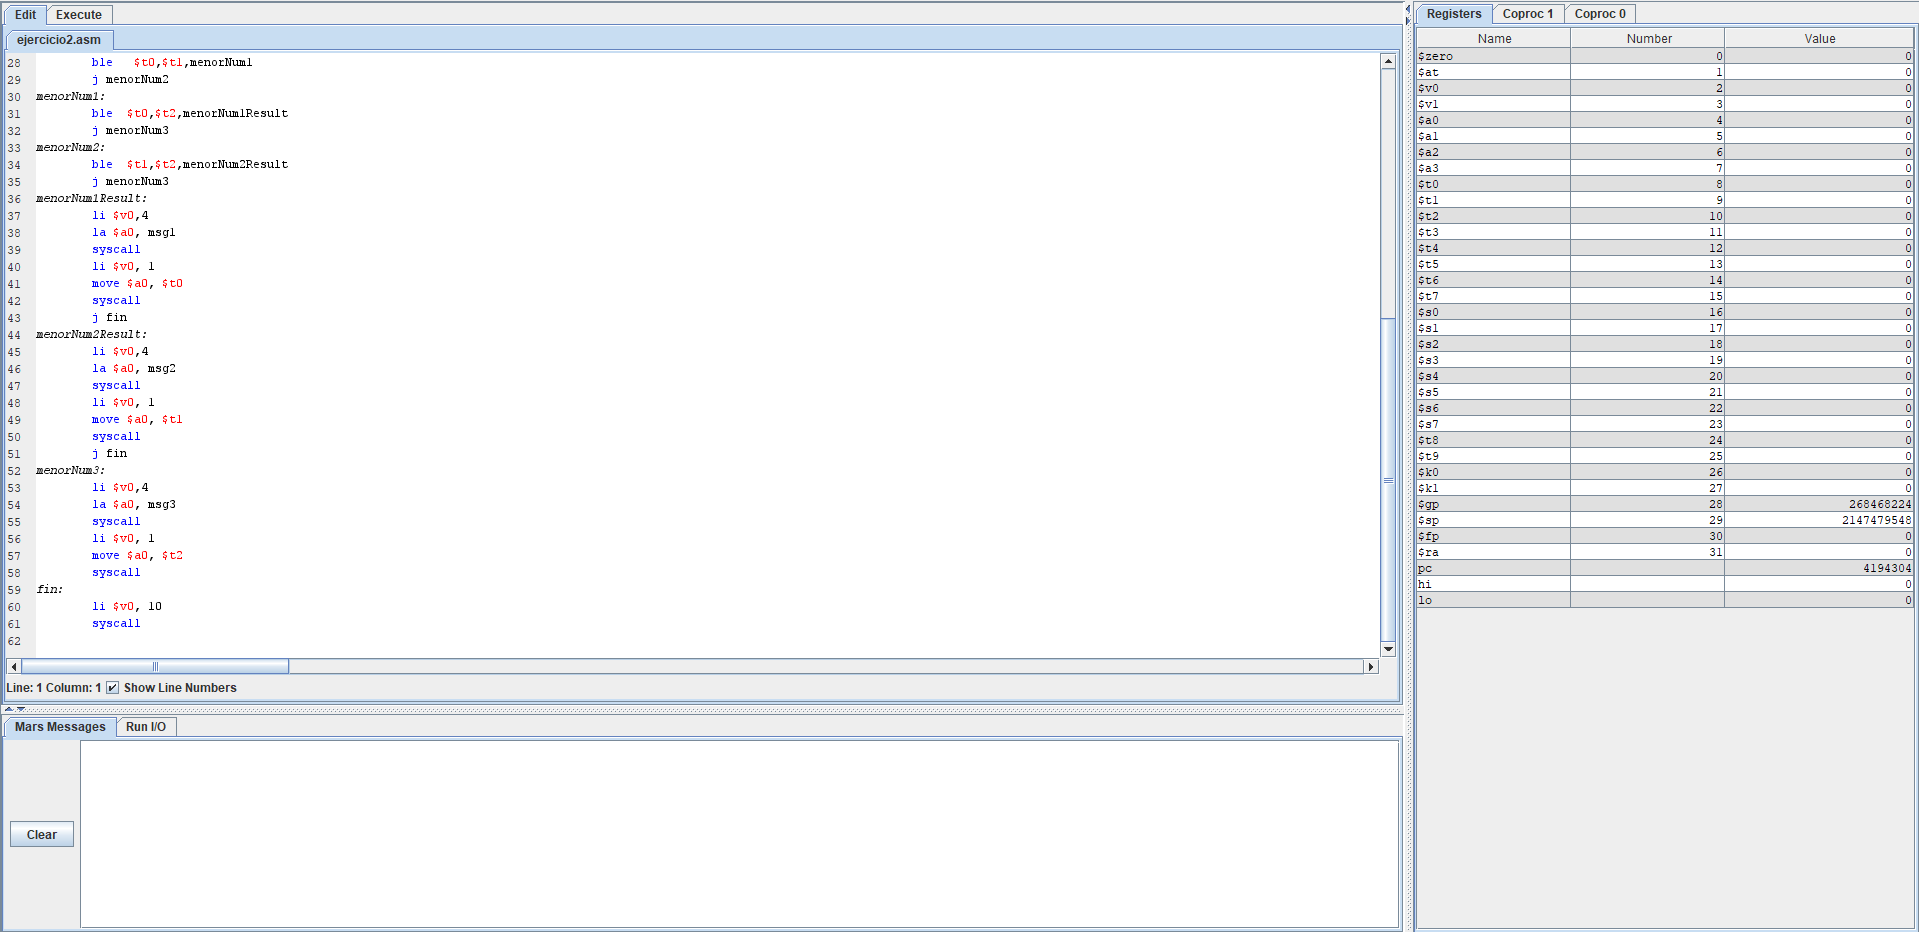 Edit Execute
ejercicio2.asm
28 ble $t0,$t1,menorNum1
29 j menorNum2
30 menorNum1:
31 ble $t0,$t2,menorNum1Result
32 j menorNum3
33 menorNum2:
34 ble $t1,$t2,menorNum2Result
35 j menorNum3
36 menorNum1Result:
37 li $v0,4
38 la $a0, msg1
39 syscall
40 li $v0, 1
41 move $a0, $t0
42 syscall
43 j fin
44 menorNum2Result:
45 li $v0,4
46 la $a0, msg2
47 syscall
48 li $v0, 1
49 move $a0, $t1
50 syscall
51 j fin
52 menorNum3:
53 li $v0,4
54 la $a0, msg3
55 syscall
56 li $v0, 1
57 move $a0, $t2
58 syscall
59 fin:
60 li $v0, 10
61 syscall
62
Line: 1 Column: 1 Show Line Numbers
Mars Messages Run I/O
Clear
Registers Coproc 1 Coproc 0
Name Number Value
$zero 0 0
$at 1 0
$v0 2 0
$v1 3 0
$a0 4 0
$a1 5 0
$a2 6 0
$a3 7 0
$t0 8 0
$t1 9 0
$t2 10 0
$t3 11 0
$t4 12 0
$t5 13 0
$t6 14 0
$t7 15 0
$s0 16 0
$s1 17 0
$s2 18 0
$s3 19 0
$s4 20 0
$s5 21 0
$s6 22 0
$s7 23 0
$t8 24 0
$t9 25 0
$k0 26 0
$k1 27 0
$gp 28 268468224
$sp 29 2147479548
$fp 30 0
$ra 31 0
pc 4194304
hi 0
lo 0